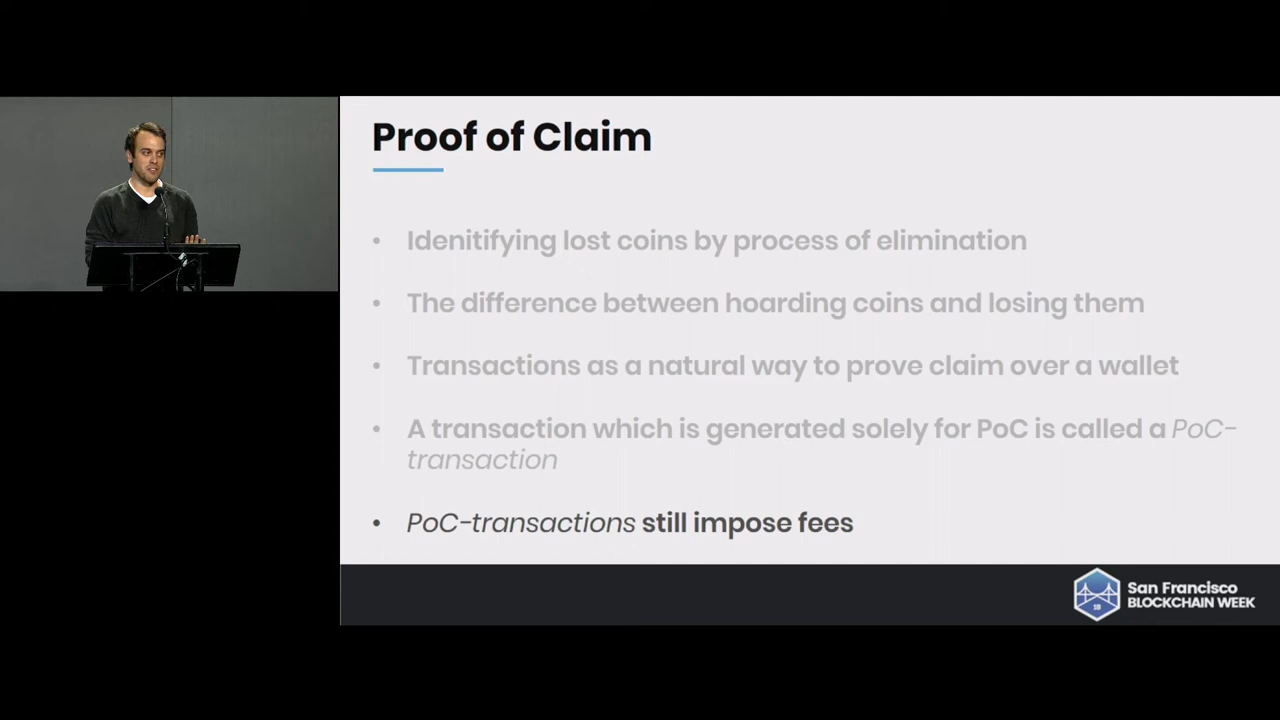 Proof of Claim
• Idenitifying lost coins by process of elimination
• The difference between hoarding coins and losing them
• Transactions as a natural way to prove claim over a wallet
• A transaction which is generated solely for PoC is called a PoC-
transaction
• PoC-transactions still impose fees
SB
San Francisco
BLOCKCHAIN WEEK